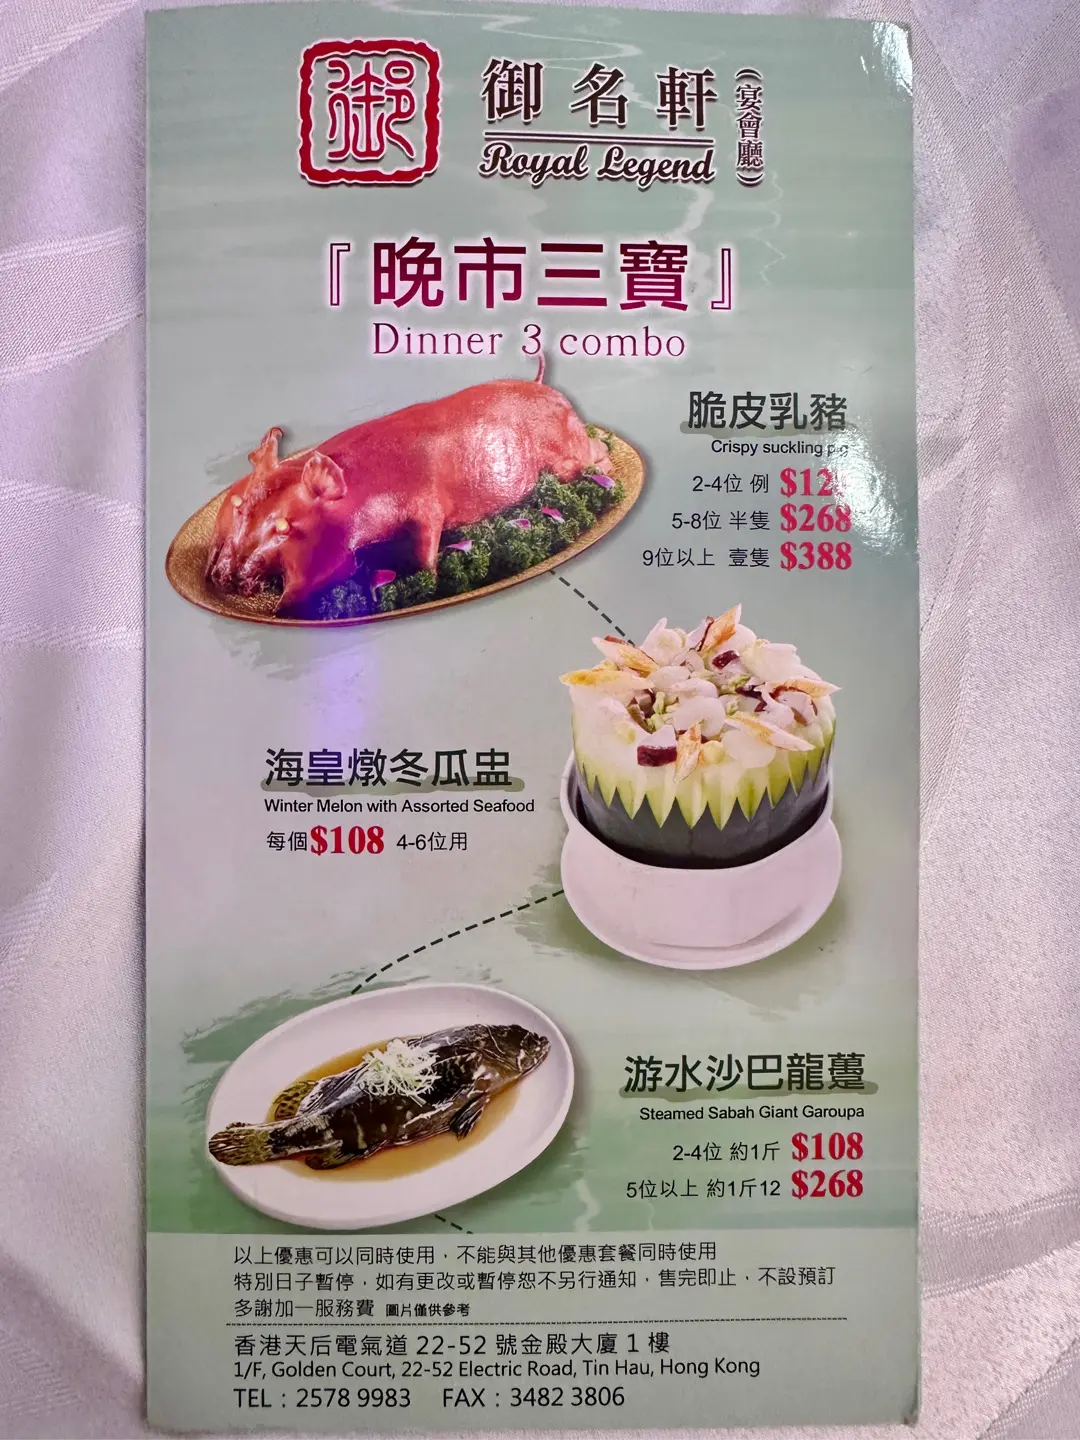 御
御名軒
(宴會廳)
Royal Legend
『晚市三寶』
Dinner 3 combo
脆皮乳豬
Crispy suckling pig
2-4位 例
5-8位 半隻 $268
9位以上 壹隻 $388
海皇燉冬瓜盅
Winter Melon with Assorted Seafood
每個$108 4-6位用
游水沙巴龍躉
Steamed Sabah Giant Garoupa
2-4位 約1斤 $108
5位以上 約1斤12 $268
以上優惠可以同時使用，不能與其他優惠套餐同時使用
特別日子暫停，如有更改或暫停恕不另行通知，售完即止，不設預訂
多謝加一服務費 圖片僅供參考
香港天后電氣道 22-52 號金殿大廈 1 樓
1/F, Golden Court, 22-52 Electric Road, Tin Hau, Hong Kong
TEL : 2578 9983 FAX : 3482 3806